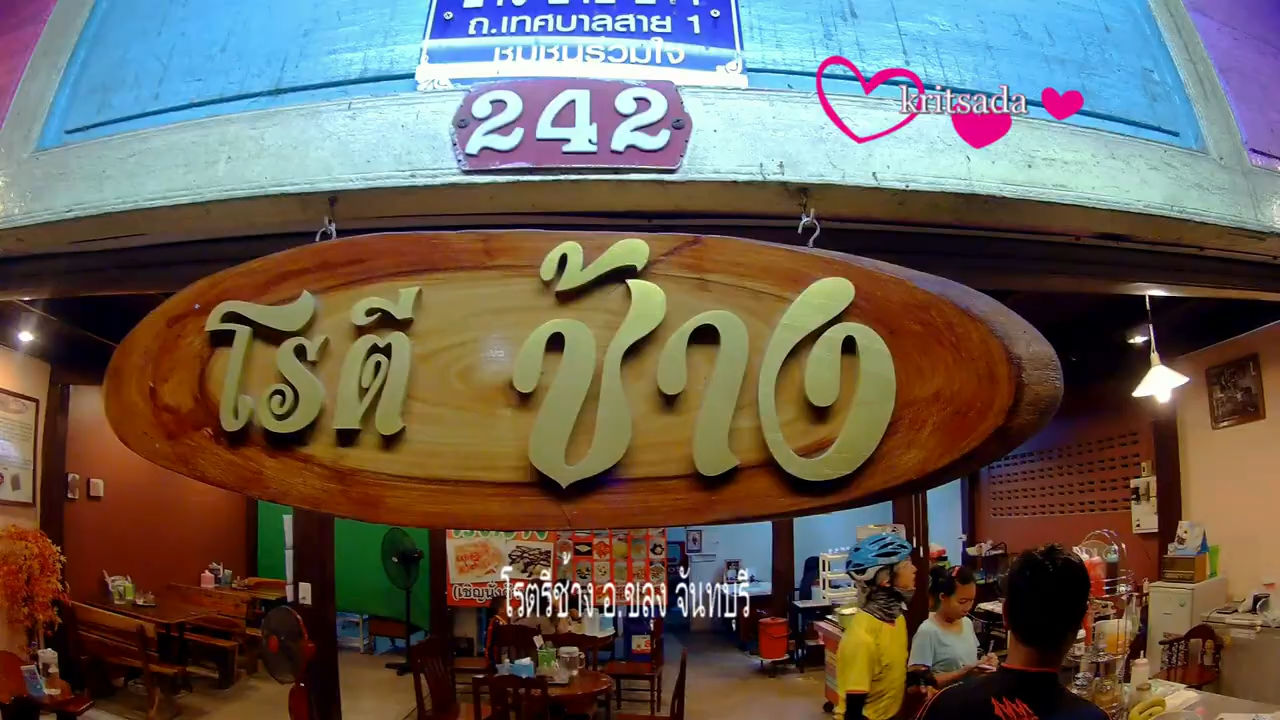 ถ.เทศบาลสาย 1
ชุมชนร่วมใจ
242
kritsada
โรตี ช้าง
โรตรีช้าง อ.ขลุง จันทบุรี